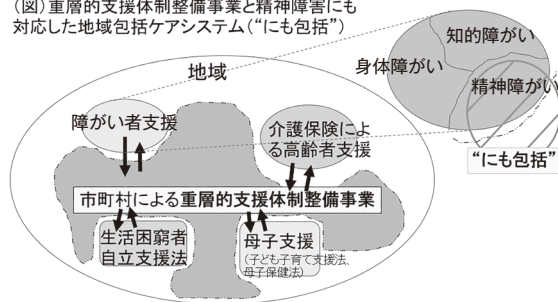 (図)重層的支援体制整備事業と精神障害にも
対応した地域包括ケアシステム(“にも包括”)
地域
知的障がい
身体障がい
精神障がい
“にも包括”
障がい者支援
介護保険によ
る高齢者支援
市町村による重層的支援体制整備事業
生活困窮者
自立支援法
母子支援
(子ども子育て支援法、
母子保健法)